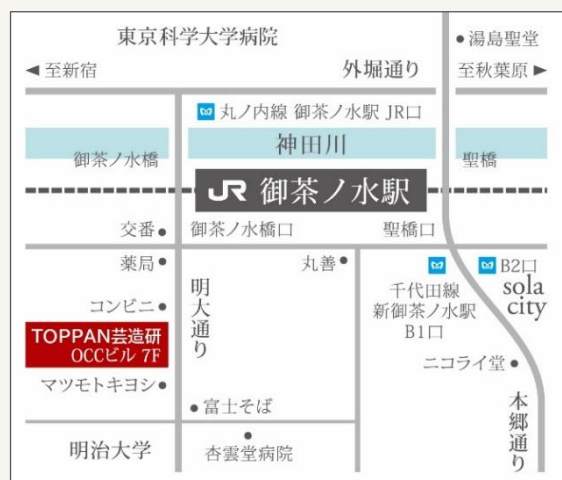 東京科学大学病院
湯島聖堂
◀ 至新宿
外堀通り
至秋葉原 ▶
丸ノ内線 御茶ノ水駅 JR口
御茶ノ水橋
神田川
聖橋
JR 御茶ノ水駅
交番
御茶ノ水橋口
聖橋口
薬局
丸善
B2口
sola
city
千代田線
新御茶ノ水駅
B1口
明大通り
コンビニ
TOPPAN芸造研
OCCビル 7F
ニコライ堂
マツモトキヨシ
富士そば
本郷通り
明治大学
杏雲堂病院